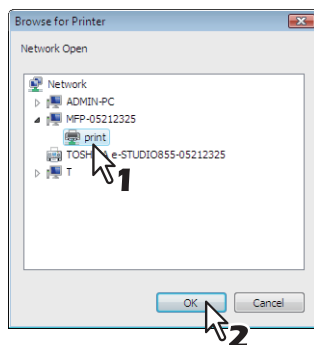 Browse for Printer
Network Open
Network
ADMIN-PC
MFP-05212325
print
TOSH A e-STUDIO855-05212325
T
1
OK
Cancel
2